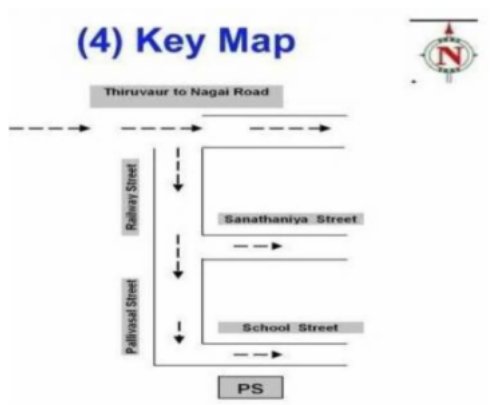 (4) Key Map
N
Thiruvaur to Nagai Road
Railway Street
Sanathaniya Street
Pallivasal Street
School Street
PS